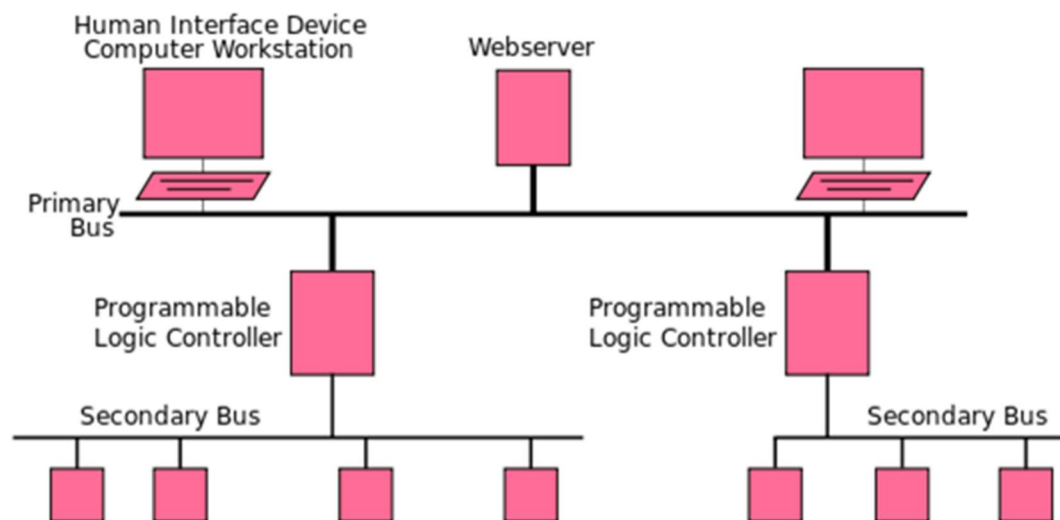 Human Interface Device
Computer Workstation
Webserver
Primary
Bus
Programmable
Logic Controller
Programmable
Logic Controller
Secondary Bus
Secondary Bus